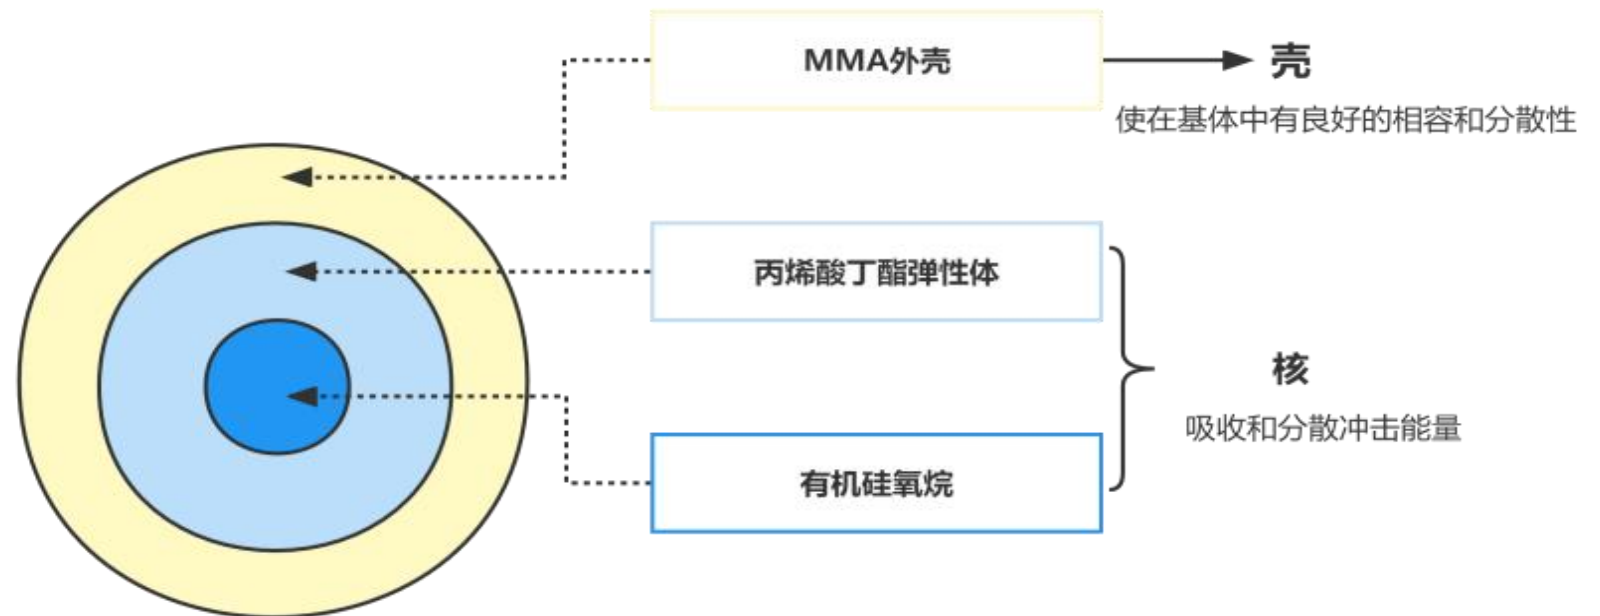 MMA外壳
壳
使在基体中有良好的相容和分散性
丙烯酸丁酯弹性体
核
吸收和分散冲击能量
有机硅氧烷